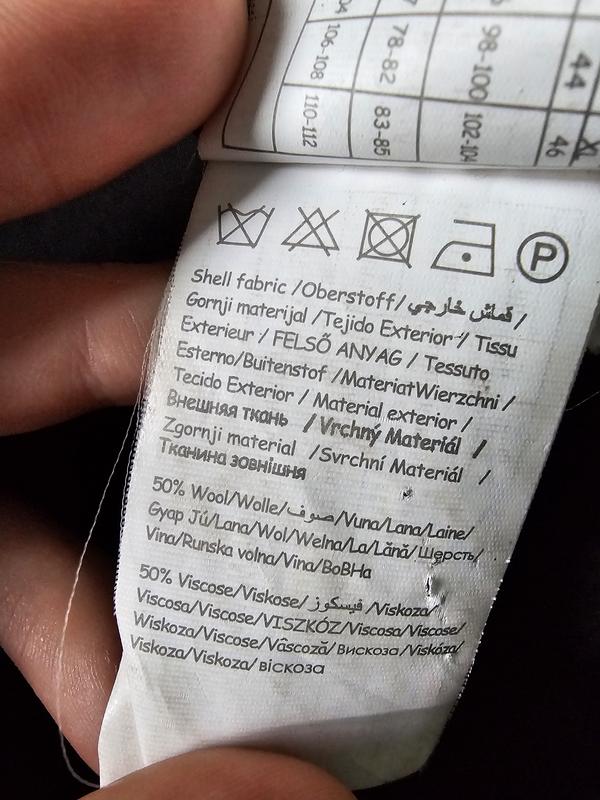 106-108 78-82 98-100 44
110-112 83-85 102-104 46 XL
P
Shell fabric /Oberstoff/ قماش خارجي /
Gornji materijal /Tejido Exterior / Tissu
Exterieur / FELSŐ ANYAG / Tessuto
Esterno/Buitenstof /MateriatWierzchni /
Tecido Exterior / Material exterior /
Внешняя ткань / Vrchný Materiál /
Zgornji material /Svrchní Materiál /
Тканина зовнішня
50% Wool/Wolle/صوف/Vuna/Lana/Laine/
Gyap Jú/Lana/Wol/Welna/La/Lână/Шерсть/
Vina/Runska volna/Vina/BoBHa
50% Viscose/Viskose/ فيسكوز /Viskoza/
Viscosa/Viscose/VISZKÓZ/Viscosa/Viscose/
Wiskoza/Viscose/Vâscoză/ Вискоза/Viskóza/
Viskoza/Viskoza/ віскоза